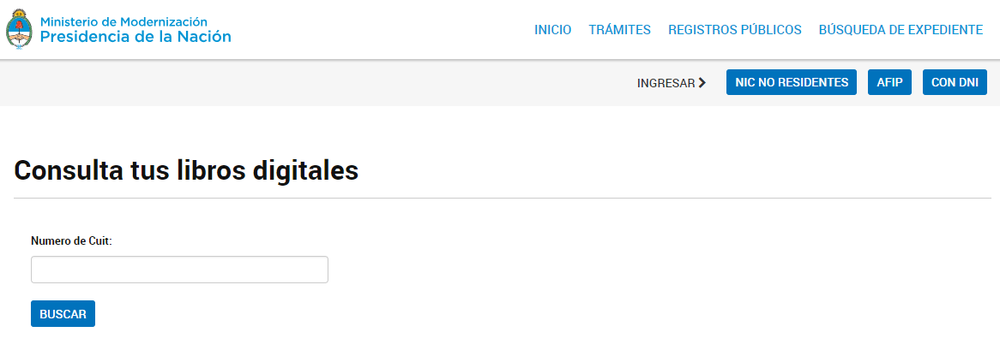 Ministerio de Modernización
Presidencia de la Nación
INICIO TRÁMITES REGISTROS PÚBLICOS BÚSQUEDA DE EXPEDIENTE
INGRESAR NIC NO RESIDENTES AFIP CON DNI
Consulta tus libros digitales
Numero de Cuit:
BUSCAR